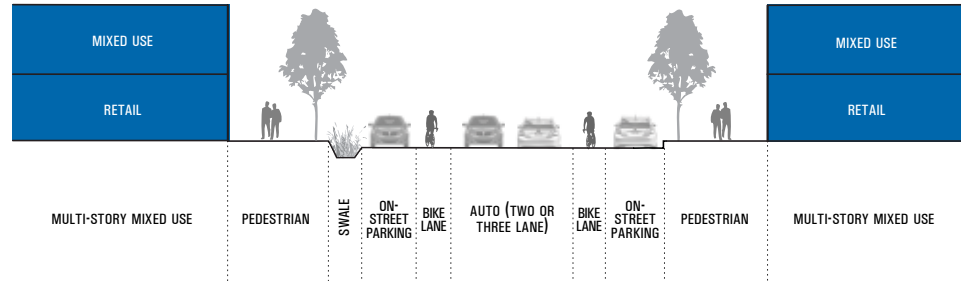 MIXED USE
MIXED USE
RETAIL
RETAIL
MULTI-STORY MIXED USE
PEDESTRIAN
SWALE
ON-
STREET
PARKING
BIKE
LANE
AUTO (TWO OR
THREE LANE)
BIKE
LANE
ON-
STREET
PARKING
PEDESTRIAN
MULTI-STORY MIXED USE